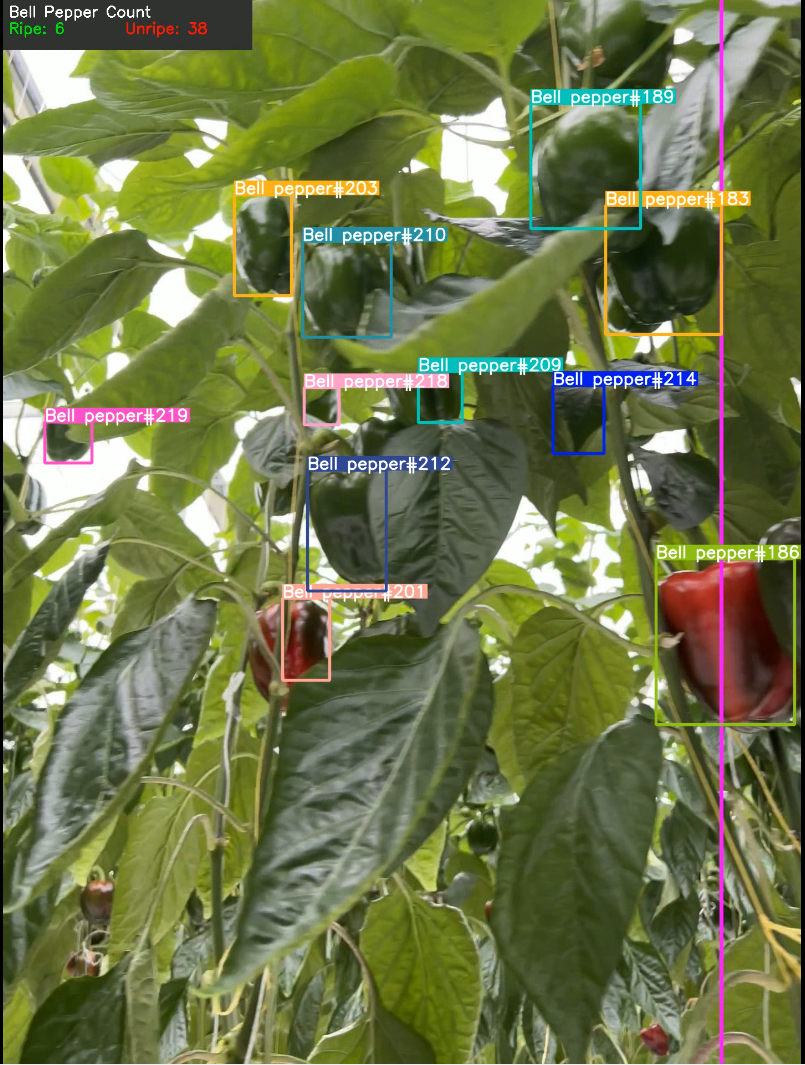 Bell Pepper Count
Ripe: 6 Unripe: 38
Bell pepper#189
Bell pepper#203
Bell pepper#183
Bell pepper#210
Bell pepper#209
Bell pepper#218
Bell pepper#214
Bell pepper#219
Bell pepper#212
Bell pepper#186
Bell pepper#201